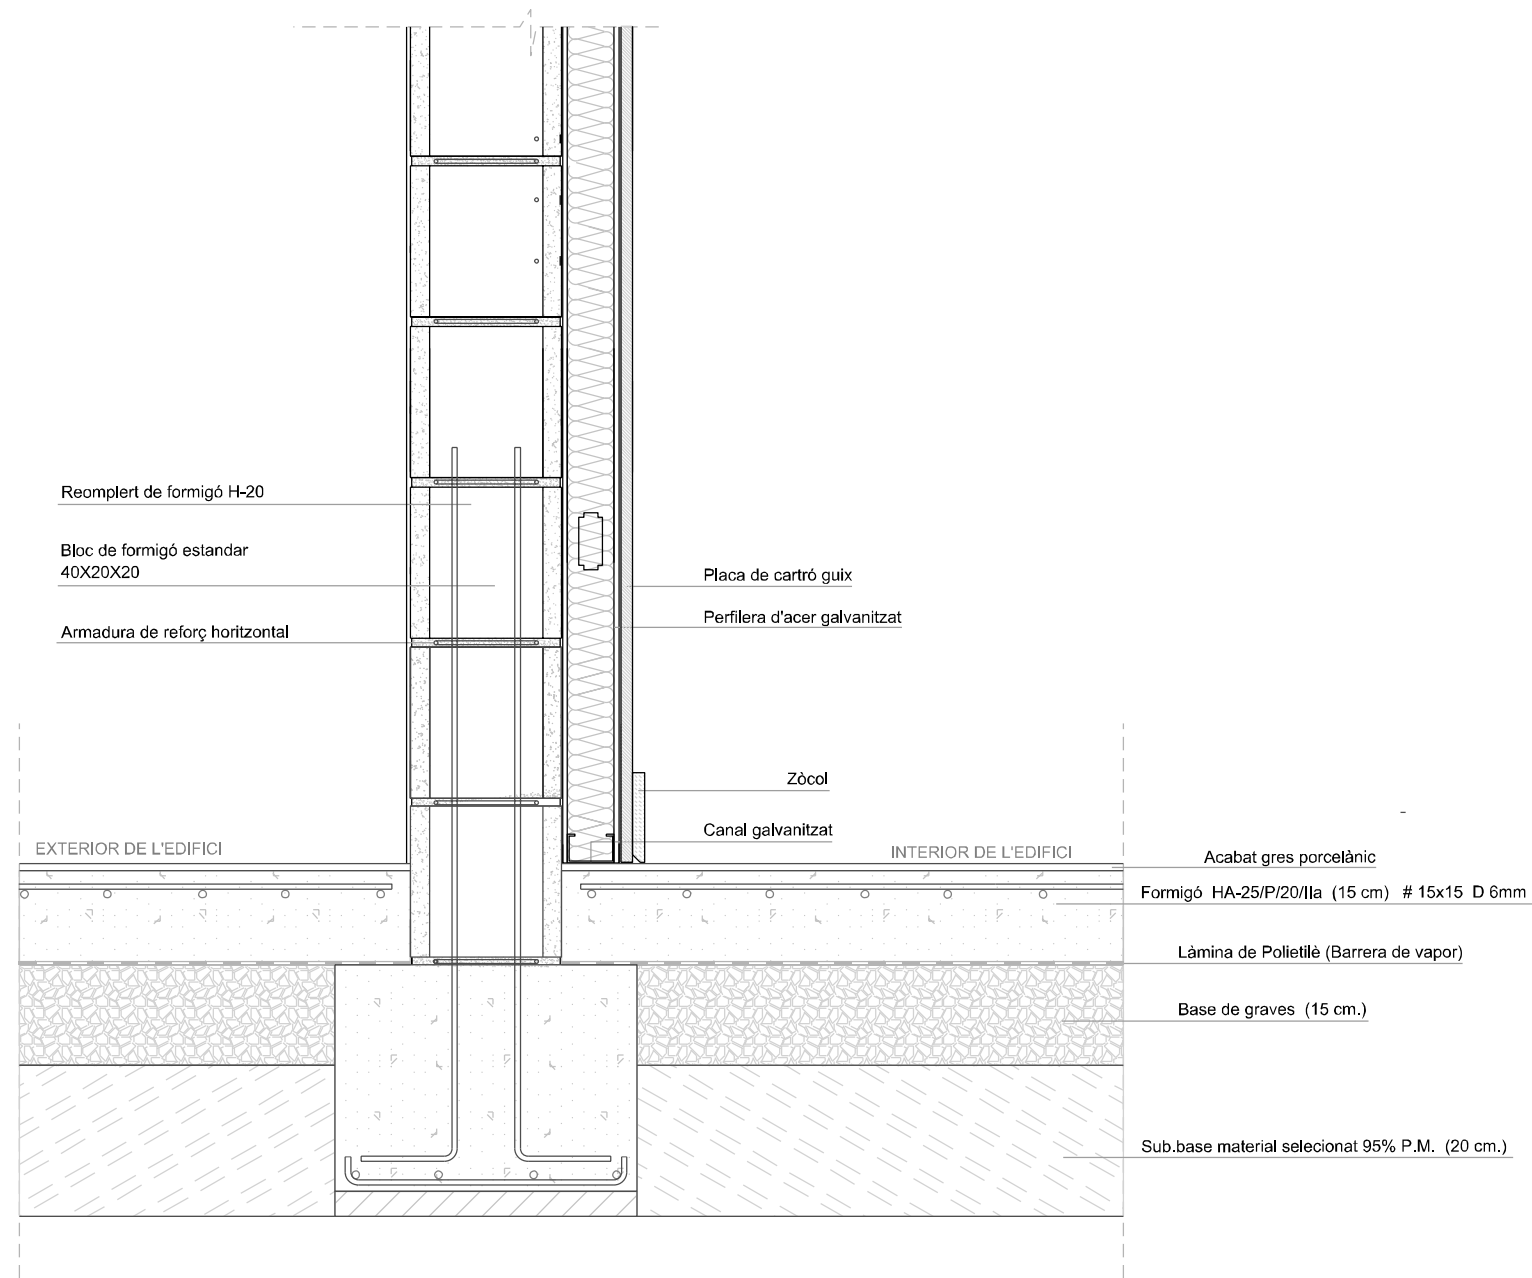 Reomplert de formigó H-20
Bloc de formigó estandar
40X20X20
Armadura de reforç horitzontal
Placa de cartró guix
Perfilera d'acer galvanitzat
Zòcol
Canal galvanitzat
EXTERIOR DE L'EDIFICI
INTERIOR DE L'EDIFICI
Acabat gres porcelànic
Formigó HA-25/P/20/IIa (15 cm) # 15x15 D 6mm
Làmina de Polietilè (Barrera de vapor)
Base de graves (15 cm.)
Sub.base material selecionat 95% P.M. (20 cm.)